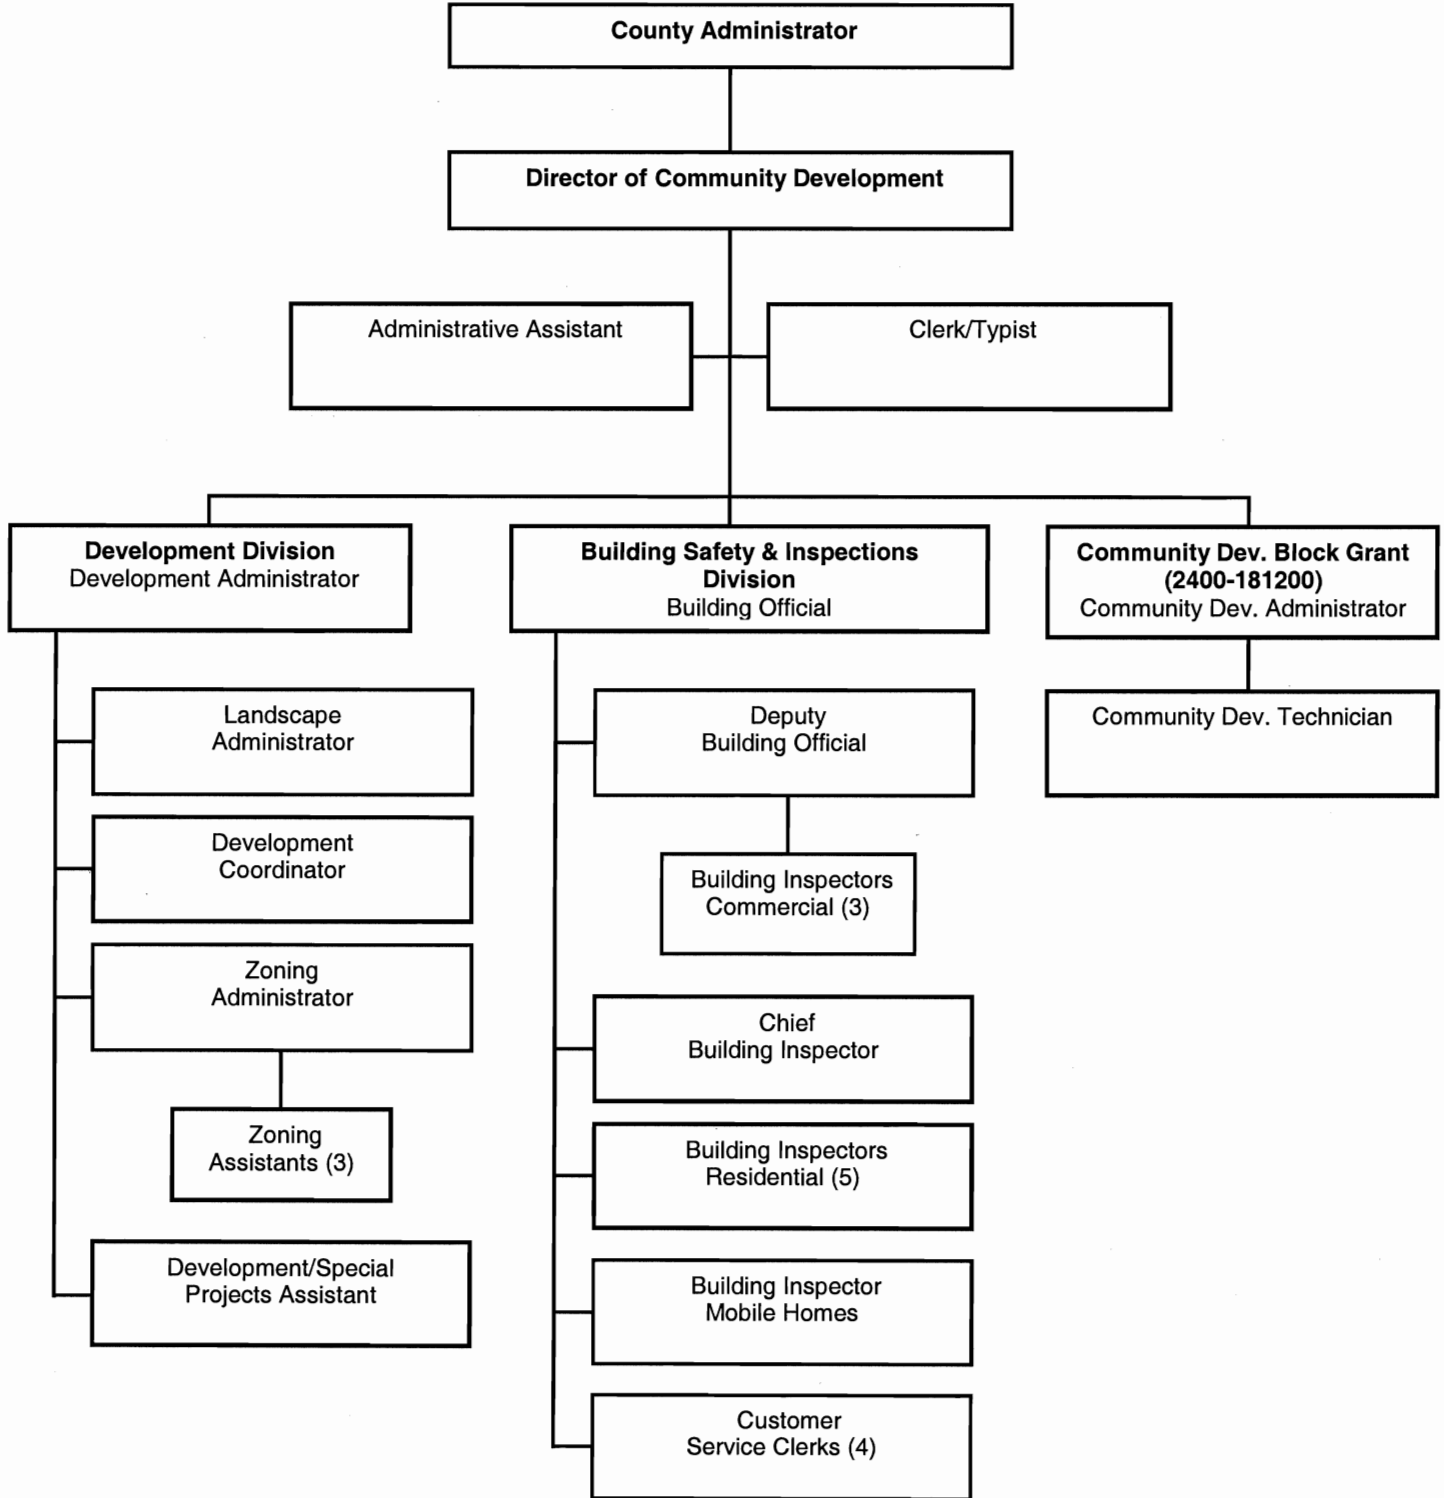 County Administrator
Director of Community Development
Administrative Assistant
Clerk/Typist
Development Division
Development Administrator
Landscape
Administrator
Development
Coordinator
Zoning
Administrator
Zoning
Assistants (3)
Development/Special
Projects Assistant
Building Safety & Inspections
Division
Building Official
Deputy
Building Official
Building Inspectors
Commercial (3)
Chief
Building Inspector
Building Inspectors
Residential (5)
Building Inspector
Mobile Homes
Customer
Service Clerks (4)
Community Dev. Block Grant
(2400-181200)
Community Dev. Administrator
Community Dev. Technician